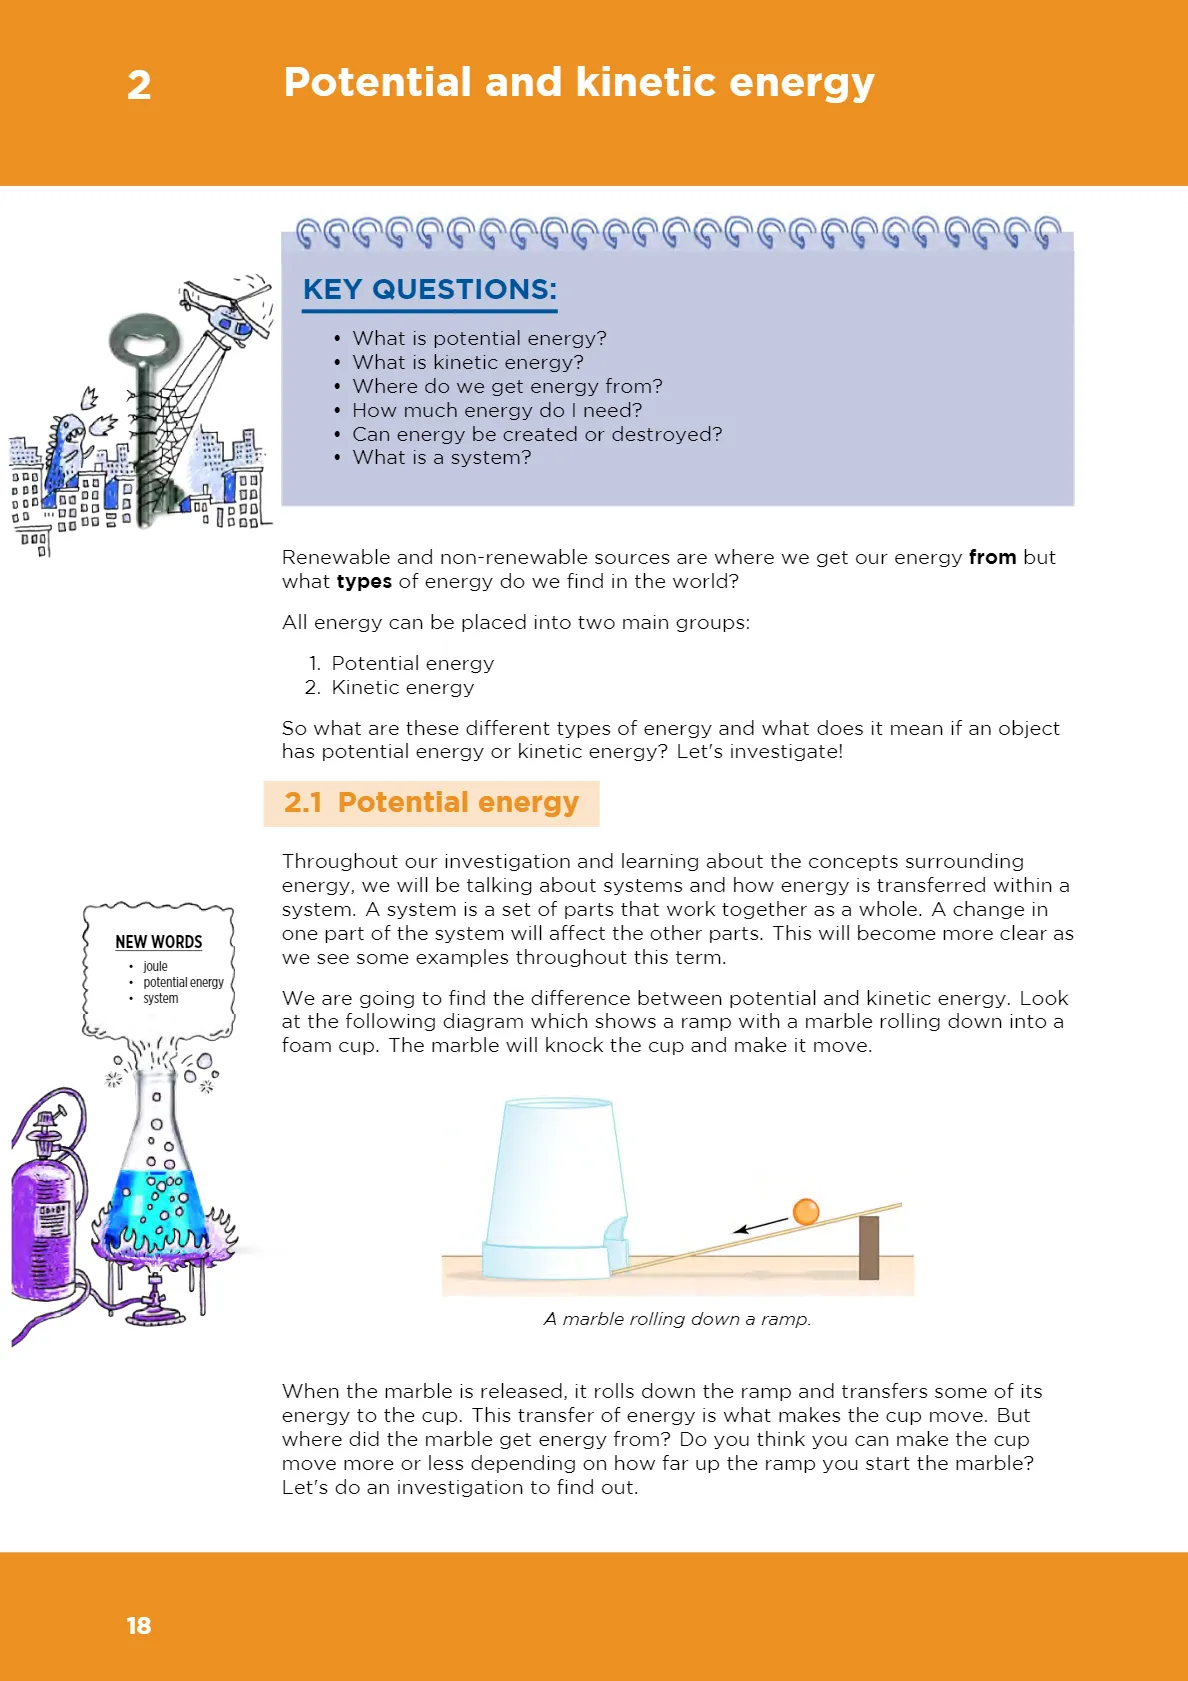 2 Potential and kinetic energy
KEY QUESTIONS:
• What is potential energy?
• What is kinetic energy?
• Where do we get energy from?
• How much energy do I need?
• Can energy be created or destroyed?
• What is a system?
Renewable and non-renewable sources are where we get our energy from but
what types of energy do we find in the world?
All energy can be placed into two main groups:
1. Potential energy
2. Kinetic energy
So what are these different types of energy and what does it mean if an object
has potential energy or kinetic energy? Let's investigate!
2.1 Potential energy
Throughout our investigation and learning about the concepts surrounding
energy, we will be talking about systems and how energy is transferred within a
system. A system is a set of parts that work together as a whole. A change in
one part of the system will affect the other parts. This will become more clear as
we see some examples throughout this term.
NEW WORDS
• joule
• potential energy
• system
We are going to find the difference between potential and kinetic energy. Look
at the following diagram which shows a ramp with a marble rolling down into a
foam cup. The marble will knock the cup and make it move.
A marble rolling down a ramp.
When the marble is released, it rolls down the ramp and transfers some of its
energy to the cup. This transfer of energy is what makes the cup move. But
where did the marble get energy from? Do you think you can make the cup
move more or less depending on how far up the ramp you start the marble?
Let's do an investigation to find out.
18